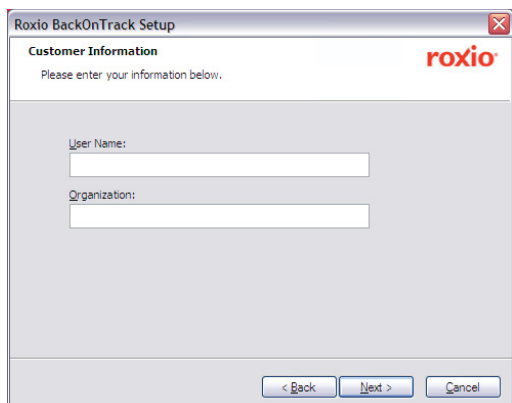 Roxio BackOnTrack Setup
Customer Information
roxio
Please enter your information below.
User Name:
Organization:
< Back
Next >
Cancel